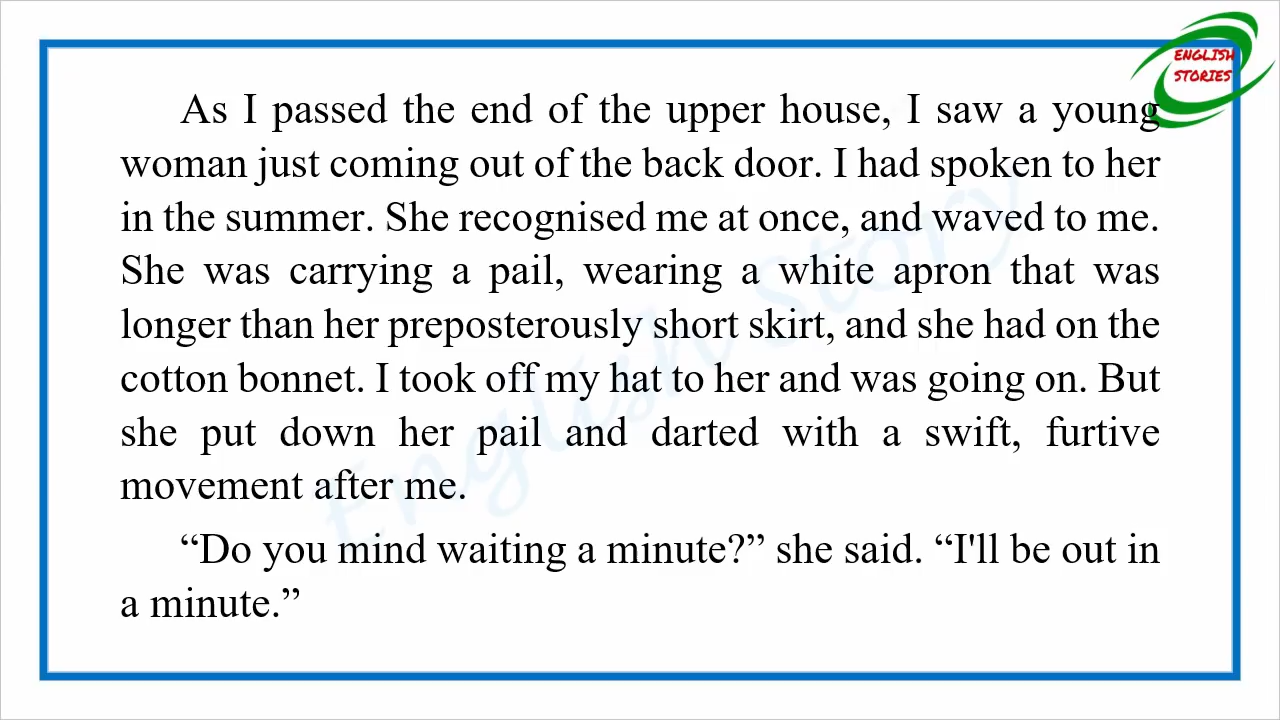 ENGLISH
STORIES
As I passed the end of the upper house, I saw a young
woman just coming out of the back door. I had spoken to her
in the summer. She recognised me at once, and waved to me.
She was carrying a pail, wearing a white apron that was
longer than her preposterously short skirt, and she had on the
cotton bonnet. I took off my hat to her and was going on. But
she put down her pail and darted with a swift, furtive
movement after me.
“Do you mind waiting a minute?” she said. “I'll be out in
a minute.”
English Story